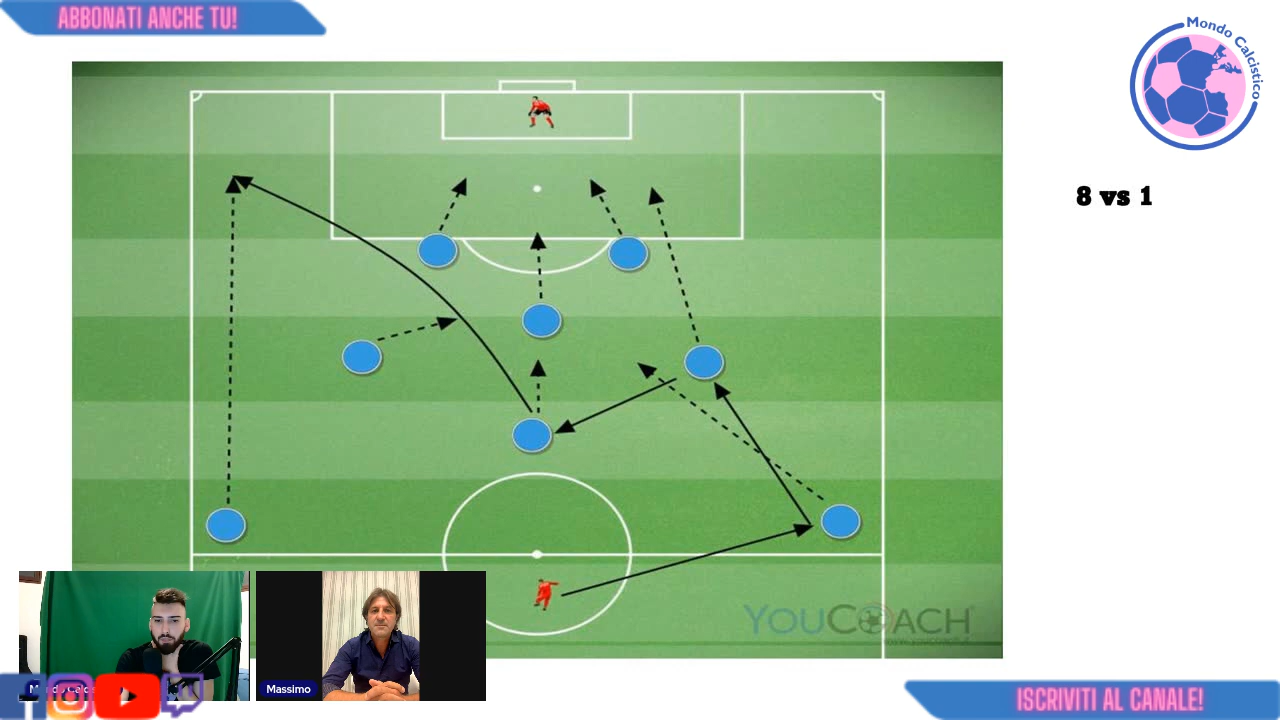 ABBONATI ANCHE TU!
Mondo Calcistico
8 vs 1
YOUCOACH
Massimo
ISCRIVITI AL CANALE!